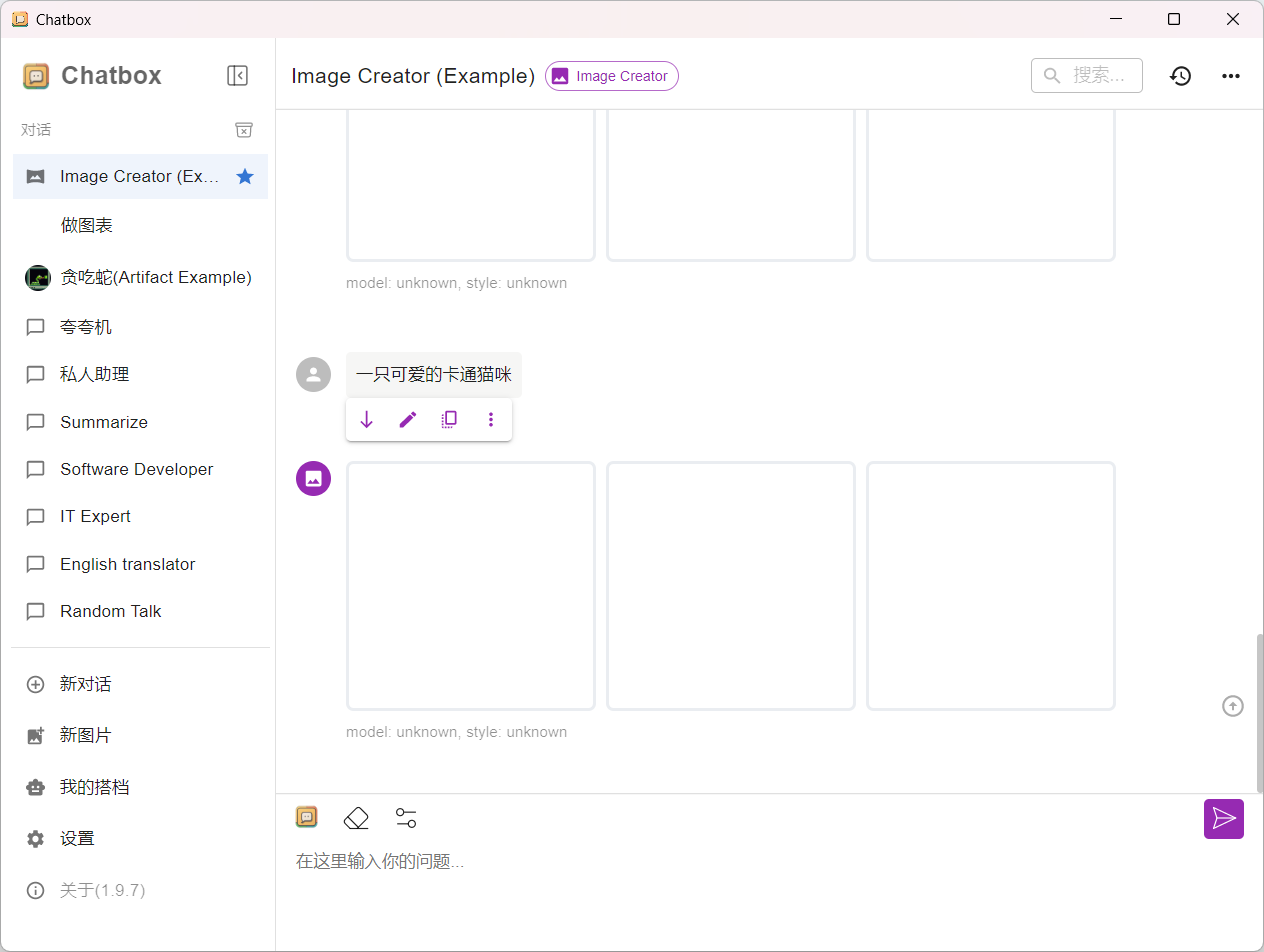 Chatbox
Chatbox
对话
Image Creator (Ex...
做图表
贪吃蛇(Artifact Example)
夸夸机
私人助理
Summarize
Software Developer
IT Expert
English translator
Random Talk
新对话
新图片
我的搭档
设置
关于(1.9.7)
Image Creator (Example)
Image Creator
搜索...
model: unknown, style: unknown
一只可爱的卡通猫咪
model: unknown, style: unknown
在这里输入你的问题...